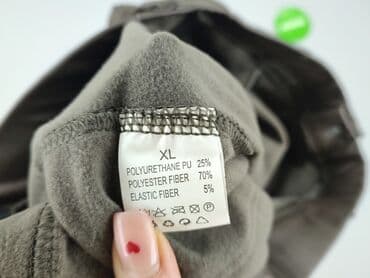 XL
POLYURETHANE PU 25%
POLYESTER FIBER 70%
ELASTIC FIBER 5%